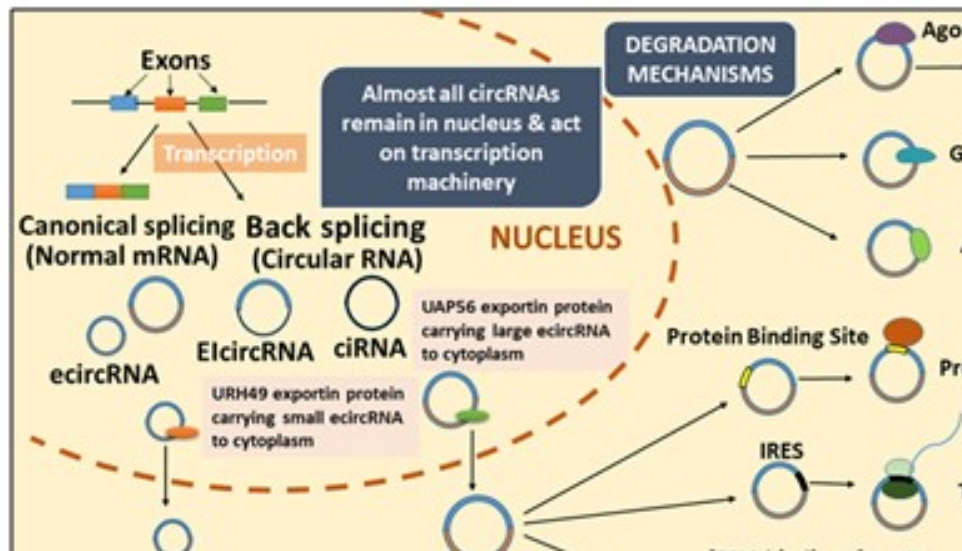 Exons
Transcription
Canonical splicing
(Normal mRNA)
Back splicing
(Circular RNA)
Almost all circRNAs
remain in nucleus & act
on transcription
machinery
DEGRADATION
MECHANISMS
NUCLEUS
ecircRNA
EIcircRNA
ciRNA
UAP56 exportin protein
carrying large ecircRNA
to cytoplasm
URH49 exportin protein
carrying small ecircRNA
to cytoplasm
Ago
G
Protein Binding Site
Pro
IRES